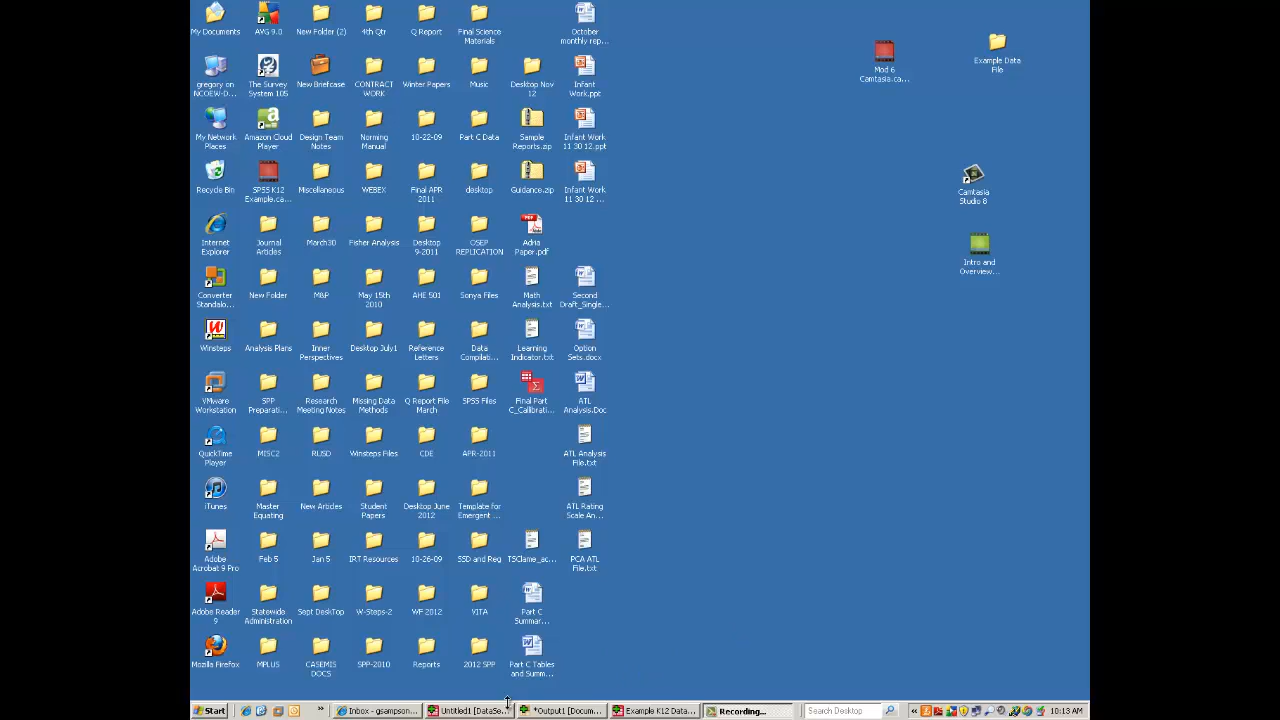 My Documents
AVG 9.0
New Folder (2)
4th Qtr
Q Report
Final Science
Materials
October
monthly rep...
Mod 6
Camtasia.ca...
Example Data
File
gregory on
NCOEW-D...
The Survey
System 10S
New Briefcase
CONTRACT
WORK
Winter Papers
Music
Desktop Nov
12
Infant
Work.ppt
My Network
Places
Amazon Cloud
Player
Design Team
Notes
Norming
Manual
10-22-09
Part C Data
Sample
Reports.zip
Infant Work
11 30 12.ppt
Recycle Bin
SPSS K12
Example.ca...
Miscellaneous
WEBEX
Final APR
2011
desktop
Guidance.zip
Infant Work
11 30 12 ...
Camtasia
Studio 8
Internet
Explorer
Journal
Articles
March30
Fisher Analysis
Desktop
9-2011
OSEP
REPLICATION
Adria
Paper.pdf
Intro and
Overview...
Converter
Standalo...
New Folder
M&P
May 15th
2010
AHE 501
Sonya Files
Math
Analysis.txt
Second
Draft_Single...
Winsteps
Analysis Plans
Inner
Perspectives
Desktop July1
Reference
Letters
Data
Compilati...
Learning
Indicator.txt
Option
Sets.docx
VMware
Workstation
SPP
Preparati...
Research
Meeting Notes
Missing Data
Methods
Q Report File
March
SPSS Files
Final Part
C_Callibrati...
ATL
Analysis.Doc
QuickTime
Player
MISC2
RUSD
Winsteps Files
CDE
APR-2011
ATL Analysis
File.txt
iTunes
Master
Equating
New Articles
Student
Papers
Desktop June
2012
Template for
Emergent ...
ATL Rating
Scale An...
Adobe
Acrobat 9 Pro
Feb 5
Jan 5
IRT Resources
10-26-09
SSD and Reg
TSClame_ac...
PCA ATL
File.txt
Adobe Reader
9
Statewide
Administration
Sept DeskTop
W-Steps-2
WF 2012
VITA
Part C
Summar...
Mozilla Firefox
MPLUS
CASEMIS
DOCS
SPP-2010
Reports
2012 SPP
Part C Tables
and Summ...
Start
Inbox - gsampson...
Untitled1 [DataSe...
*Output1 [Docum...
Example K12 Data...
Recording...
Search Desktop
10:13 AM